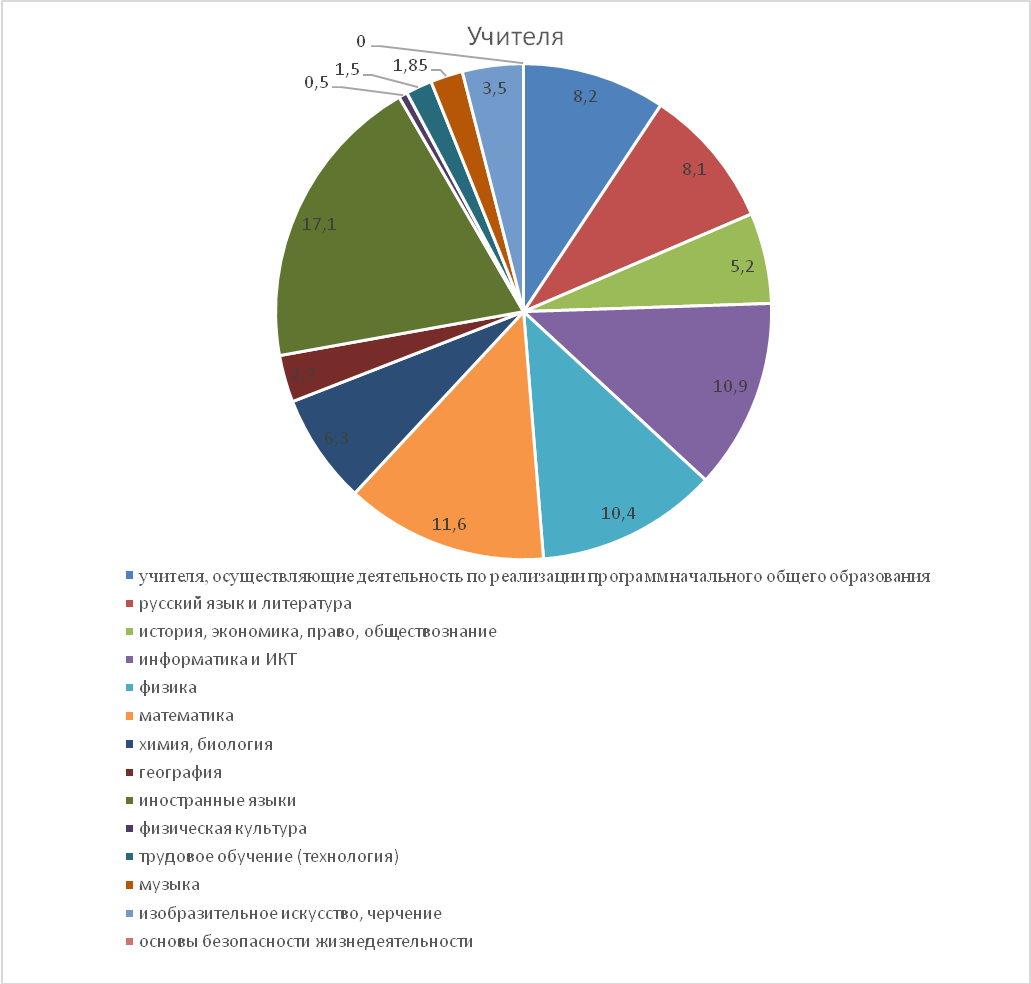 Учителя
0
1,5
1,85
0,5
3,5
8,2
8,1
17,1
5,2
10,9
6,3
10,4
11,6
учителя, осуществляющие деятельность по реализации программ начального общего образования
русский язык и литература
история, экономика, право, обществознание
информатика и ИКТ
физика
математика
химия, биология
география
иностранные языки
физическая культура
трудовое обучение (технология)
музыка
изобразительное искусство, черчение
основы безопасности жизнедеятельности